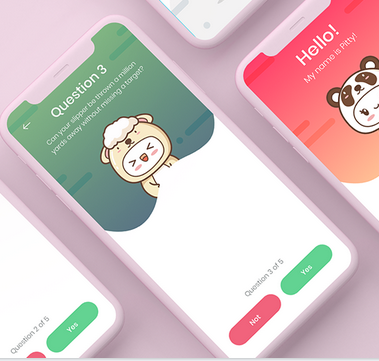 Question 3
Can your slipper be thrown a million
yards away without missing a target?
Question 3 of 5
Not
Yes
Hello!
My name is Pitty!
Question 2 of 5
Yes